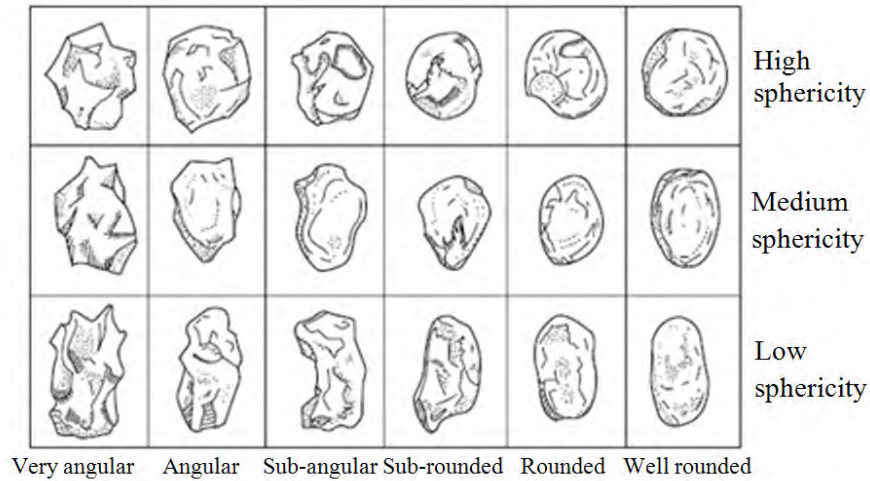 High
sphericity
Medium
sphericity
Low
sphericity
Very angular Angular Sub-angular Sub-rounded Rounded Well rounded